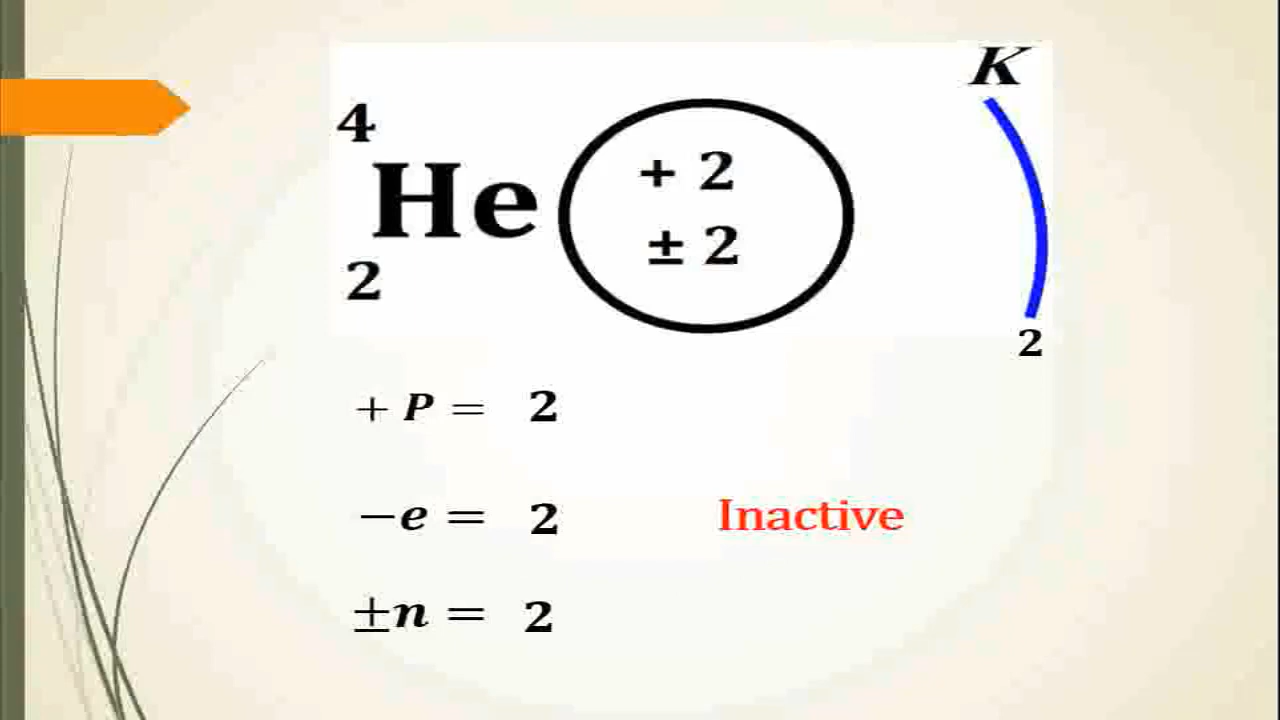 K
4
He
2
+ 2
± 2
2
+ P = 2
−e = 2
Inactive
±n = 2